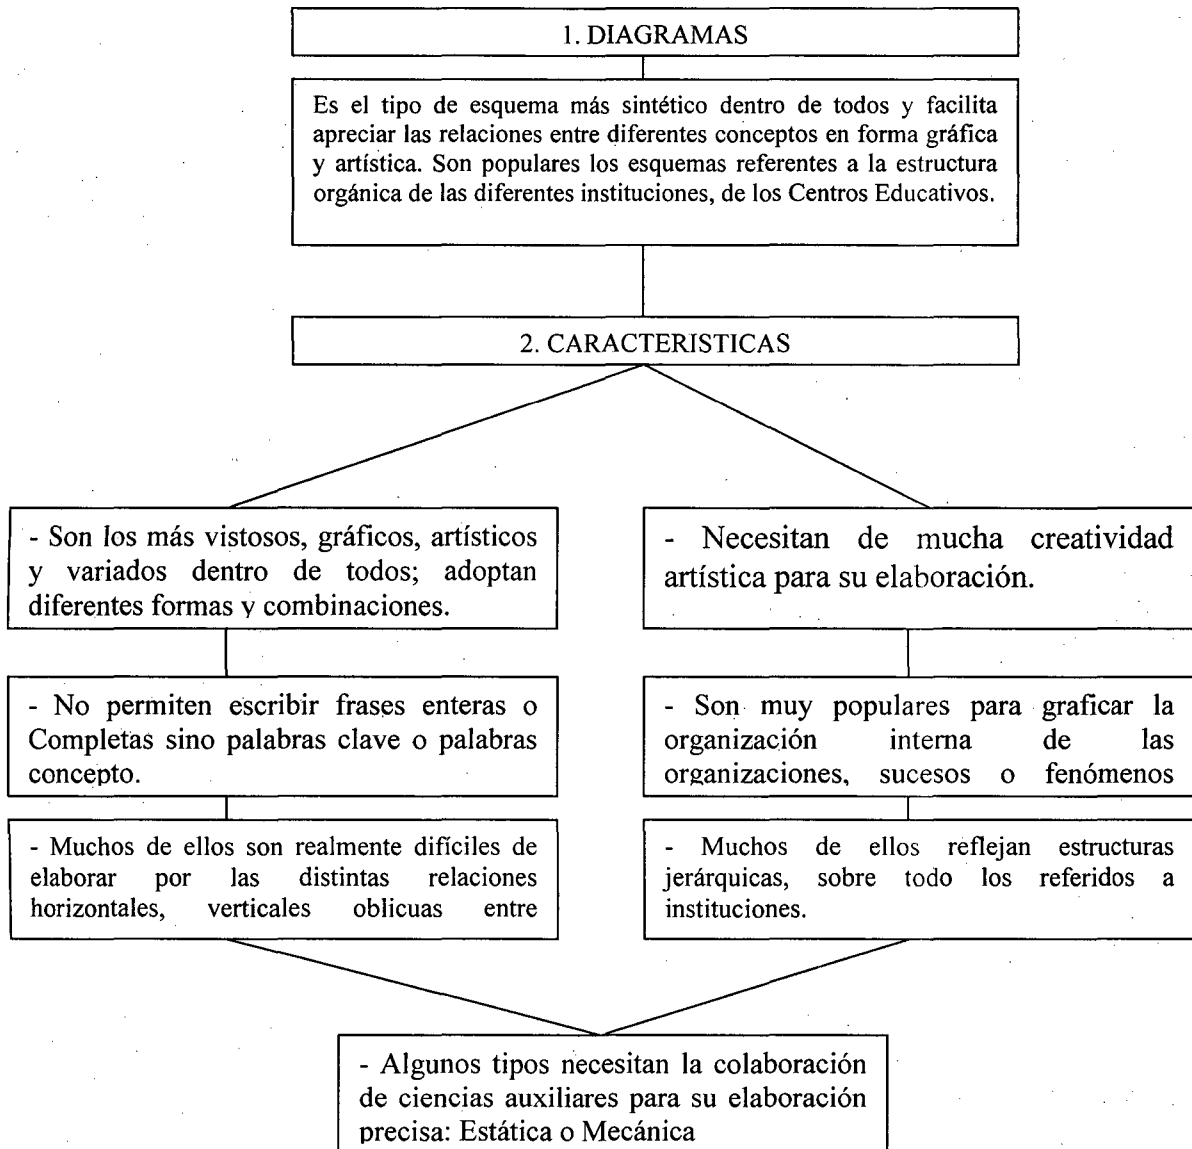 1. DIAGRAMAS
Es el tipo de esquema más sintético dentro de todos y facilita
apreciar las relaciones entre diferentes conceptos en forma gráfica
y artística. Son populares los esquemas referentes a la estructura
orgánica de las diferentes instituciones, de los Centros Educativos.
2. CARACTERISTICAS
- Son los más vistosos, gráficos, artísticos
y variados dentro de todos; adoptan
diferentes formas y combinaciones.
- Necesitan de mucha creatividad
artística para su elaboración.
- No permiten escribir frases enteras o
Completas sino palabras clave o palabras
concepto.
- Son muy populares para graficar la
organización interna de las
organizaciones, sucesos o fenómenos
- Muchos de ellos son realmente difíciles de
elaborar por las distintas relaciones
horizontales, verticales oblicuas entre
- Muchos de ellos reflejan estructuras
jerárquicas, sobre todo los referidos a
instituciones.
- Algunos tipos necesitan la colaboración
de ciencias auxiliares para su elaboración
precisa: Estática o Mecánica